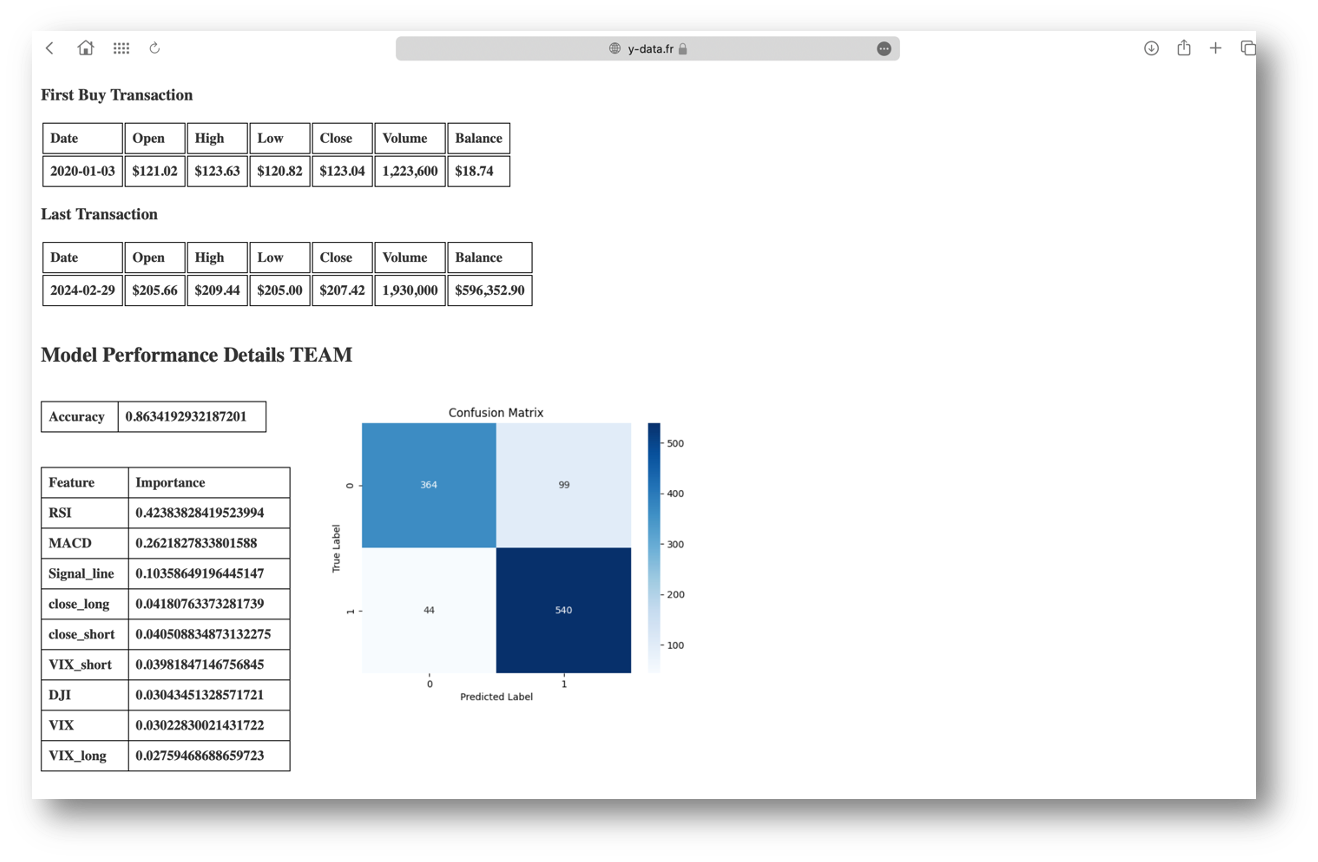 y-data.fr
First Buy Transaction
Date Open High Low Close Volume Balance
2020-01-03 $121.02 $123.63 $120.82 $123.04 1,223,600 $18.74
Last Transaction
Date Open High Low Close Volume Balance
2024-02-29 $205.66 $209.44 $205.00 $207.42 1,930,000 $596,352.90
Model Performance Details TEAM
Accuracy 0.8634192932187201
Feature Importance
RSI 0.42383828419523994
MACD 0.2621827833801588
Signal_line 0.10358649196445147
close_long 0.04180763373281739
close_short 0.040508834873132275
VIX_short 0.03981847146756845
DJI 0.03043451328571721
VIX 0.03022830021431722
VIX_long 0.02759468688659723
Confusion Matrix
True Label
0
364 99
1
44 540
0 1
Predicted Label
500
400
300
200
100